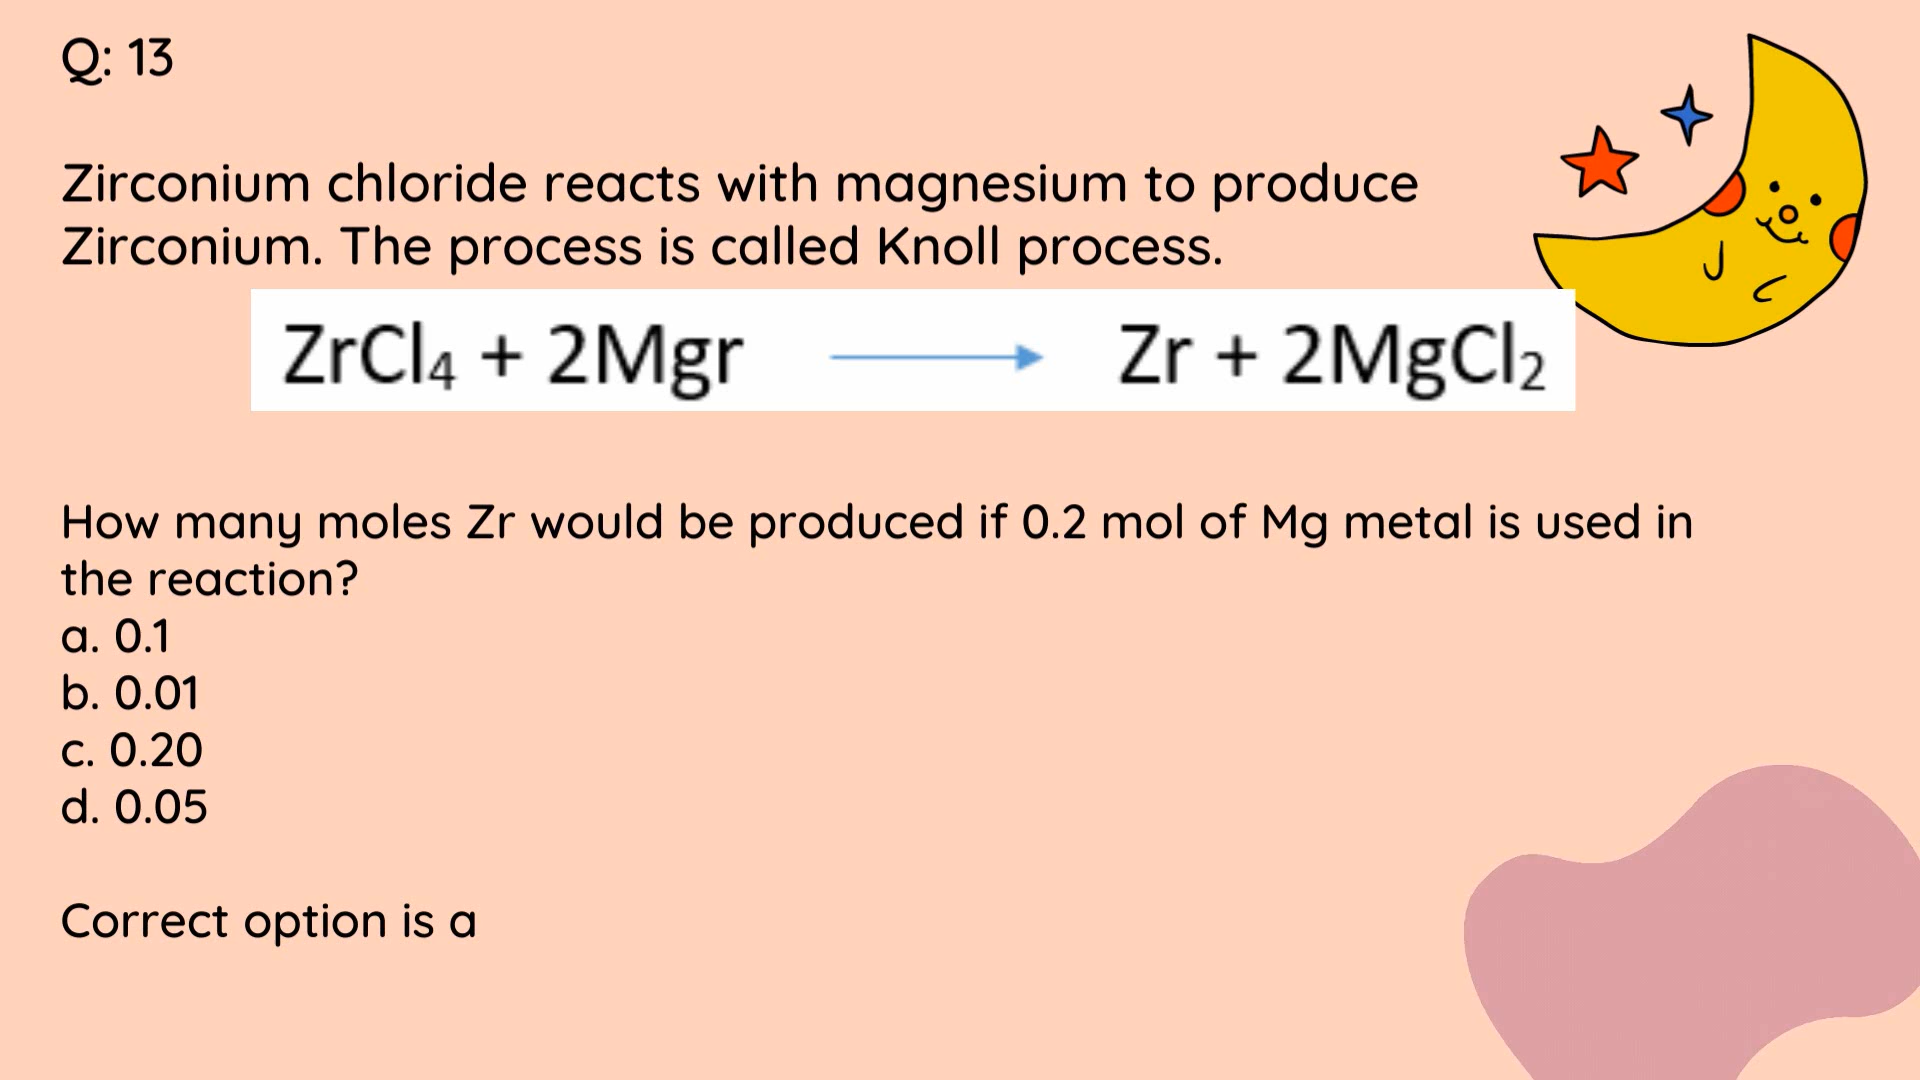 Q: 13
Zirconium chloride reacts with magnesium to produce
Zirconium. The process is called Knoll process.
ZrCl₄ + 2Mgr → Zr + 2MgCl₂
How many moles Zr would be produced if 0.2 mol of Mg metal is used in
the reaction?
a. 0.1
b. 0.01
c. 0.20
d. 0.05
Correct option is a